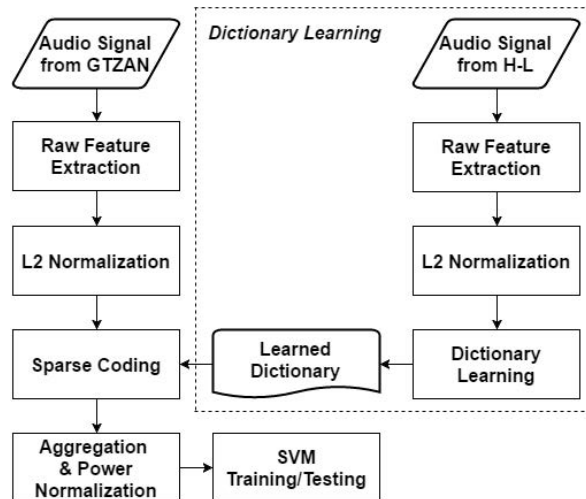 Audio Signal
from GTZAN
Dictionary Learning
Audio Signal
from H-L
Raw Feature
Extraction
Raw Feature
Extraction
L2 Normalization
L2 Normalization
Sparse Coding
Learned
Dictionary
Dictionary
Learning
Aggregation
& Power
Normalization
SVM
Training/Testing